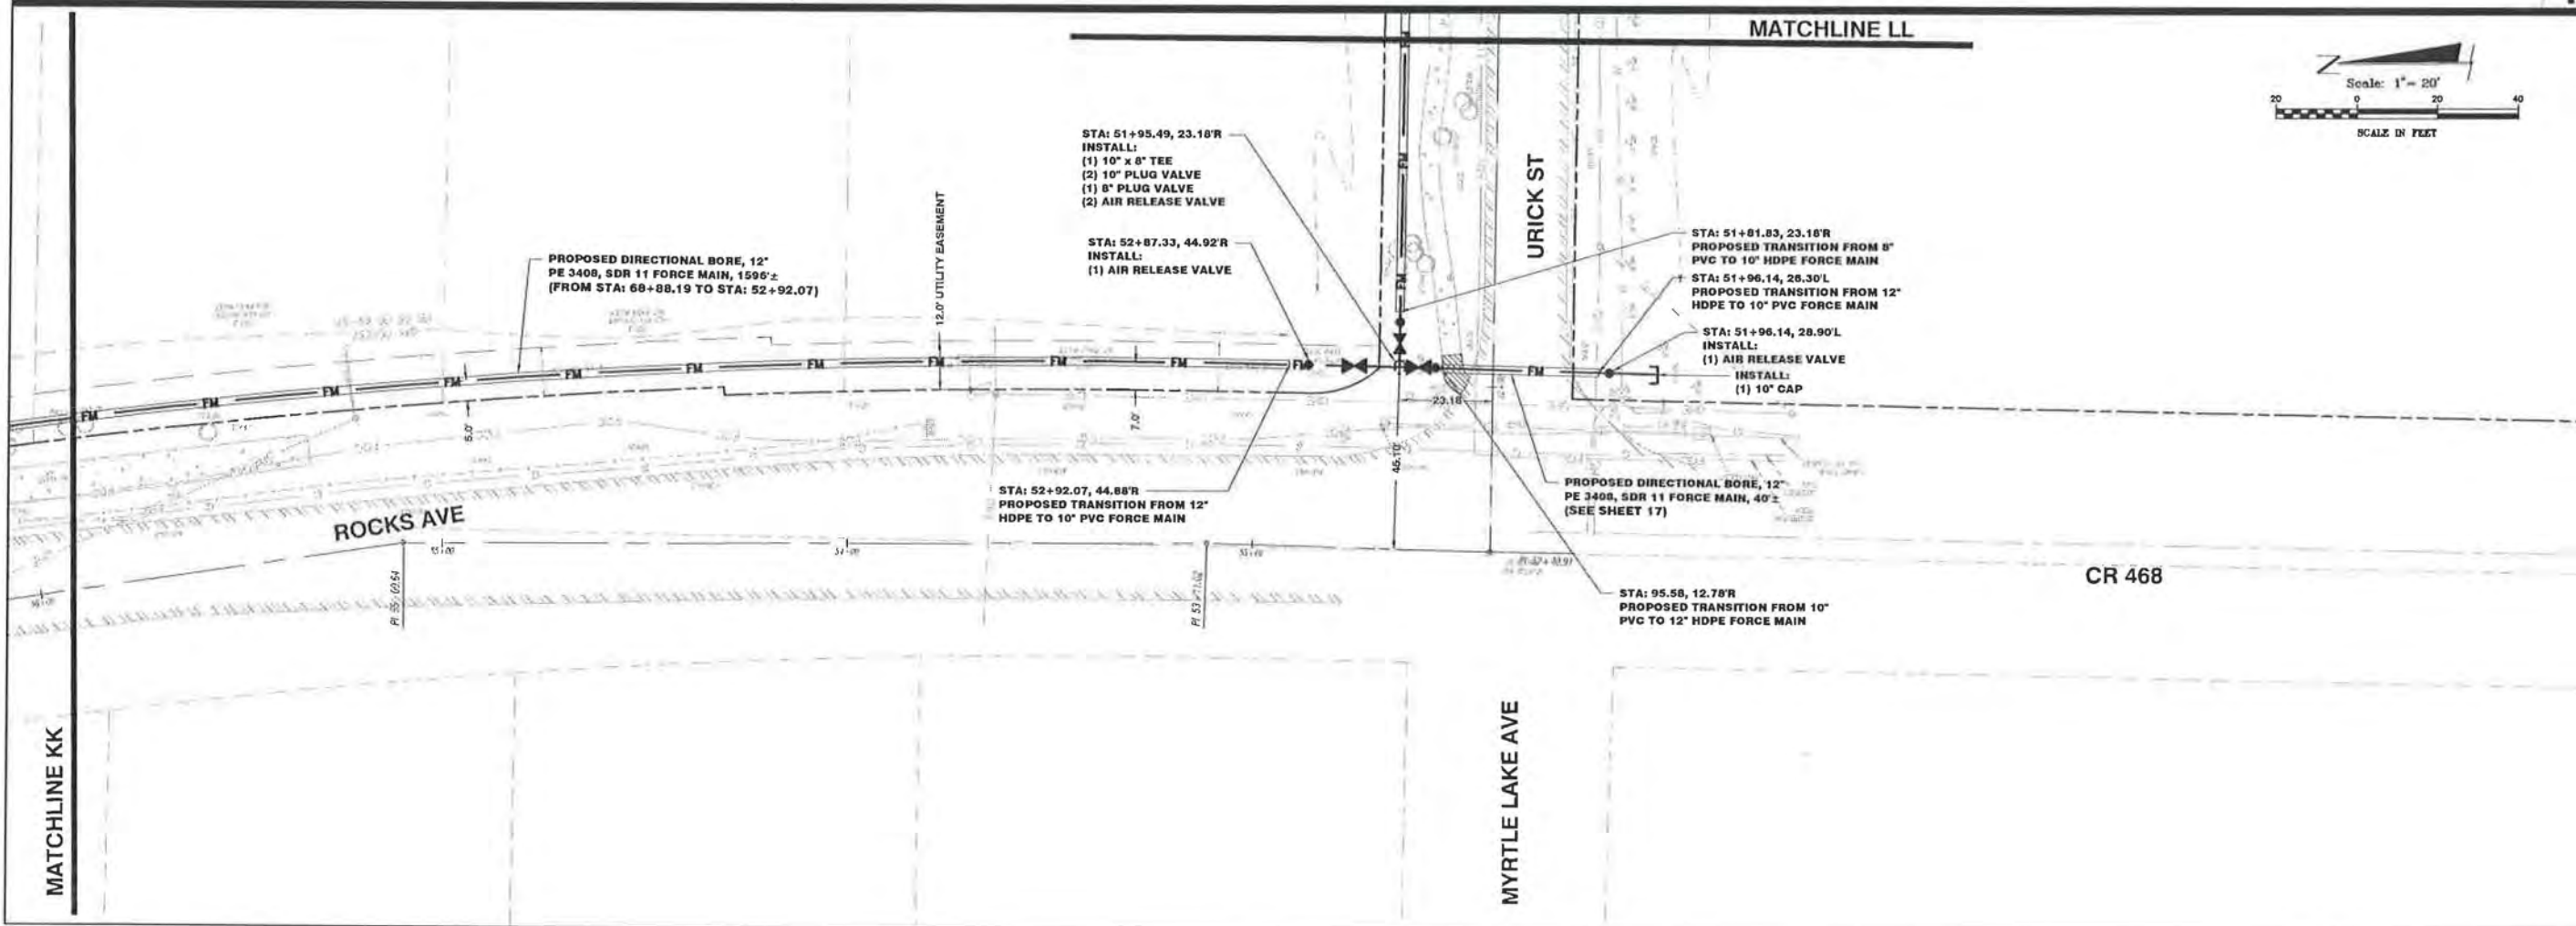 MATCHLINE LL
Z
Scale: 1"= 20'
20 0 20 40
SCALE IN FEET
STA: 51+95.49, 23.18'R
INSTALL:
(1) 10" x 8" TEE
(2) 10" PLUG VALVE
(1) 8" PLUG VALVE
(2) AIR RELEASE VALVE
STA: 52+87.33, 44.92'R
INSTALL:
(1) AIR RELEASE VALVE
12.0' UTILITY EASEMENT
PROPOSED DIRECTIONAL BORE, 12"
PE 3408, SDR 11 FORCE MAIN, 1596'±
(FROM STA: 68+88.19 TO STA: 52+92.07)
URICK ST
STA: 51+81.83, 23.18'R
PROPOSED TRANSITION FROM 8"
PVC TO 10" HDPE FORCE MAIN
STA: 51+96.14, 26.30'L
PROPOSED TRANSITION FROM 12"
HDPE TO 10" PVC FORCE MAIN
STA: 51+96.14, 28.90'L
INSTALL:
(1) AIR RELEASE VALVE
INSTALL:
(1) 10" CAP
FM FM FM FM FM FM FM FM FM FM FM FM
FM
FM
FM
23.18
7.0'
45.10'
STA: 52+92.07, 44.88'R
PROPOSED TRANSITION FROM 12"
HDPE TO 10" PVC FORCE MAIN
PROPOSED DIRECTIONAL BORE, 12"
PE 3408, SDR 11 FORCE MAIN, 40'±
(SEE SHEET 17)
ROCKS AVE
54+00
CR 468
STA: 95.58, 12.78'R
PROPOSED TRANSITION FROM 10"
PVC TO 12" HDPE FORCE MAIN
MATCHLINE KK
MYRTLE LAKE AVE